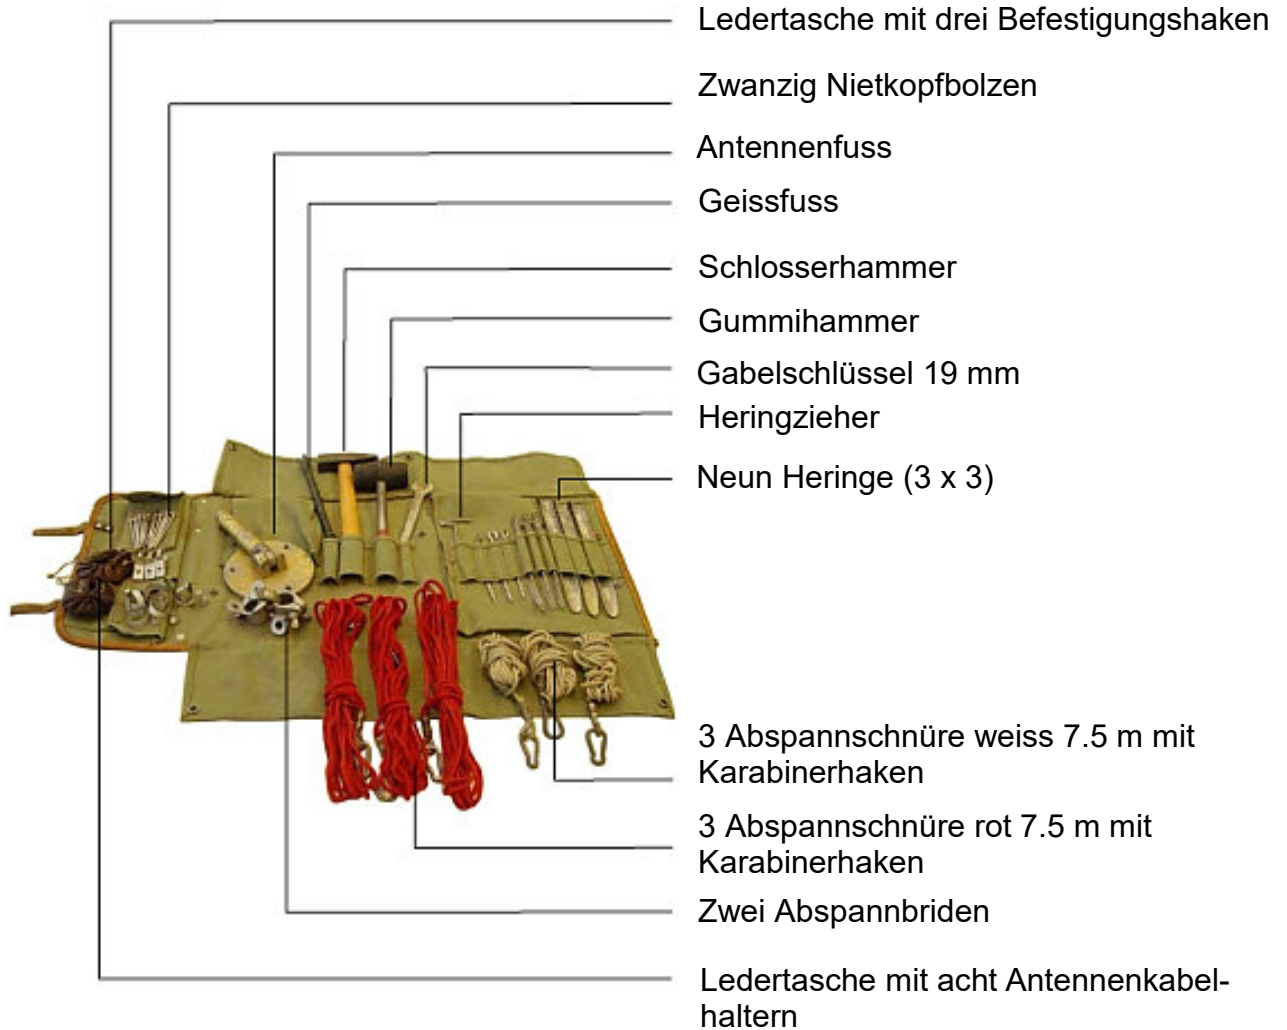 Ledertasche mit drei Befestigungshaken
Zwanzig Nietkopfbolzen
Antennenfuss
Geissfuss
Schlosserhammer
Gummihammer
Gabelschlüssel 19 mm
Heringzieher
Neun Heringe (3 x 3)
3 Abspannschnüre weiss 7.5 m mit
Karabinerhaken
3 Abspannschnüre rot 7.5 m mit
Karabinerhaken
Zwei Abspannbriden
Ledertasche mit acht Antennenkabel-
haltern